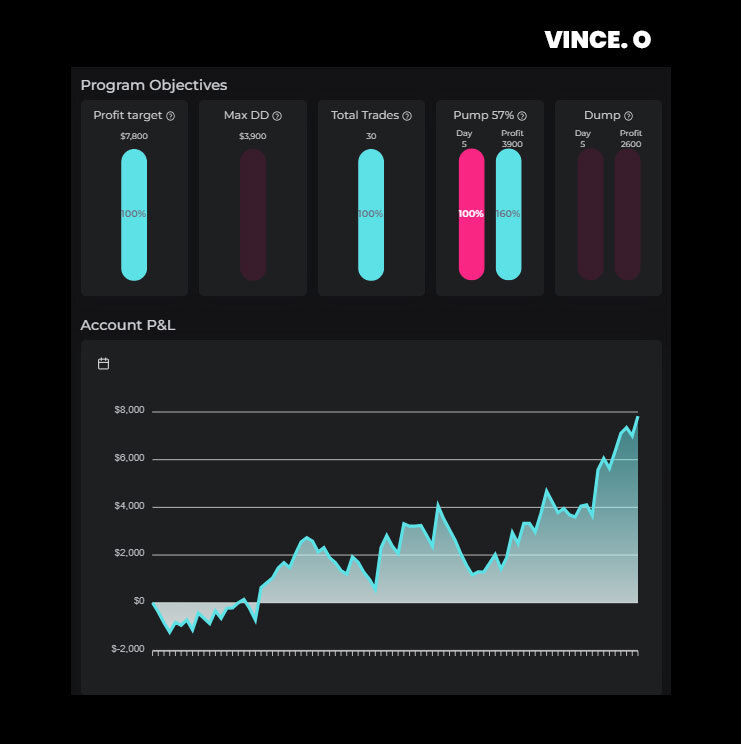 VINCE. O
Program Objectives
Profit target
Max DD
Total Trades
Pump 57%
Dump
$7,800
$3,900
30
Day
Profit
5
3900
Day
Profit
5
2600
100%
100%
100%
160%
Account P&L
$8,000
$6,000
$4,000
$2,000
$0
$-2,000